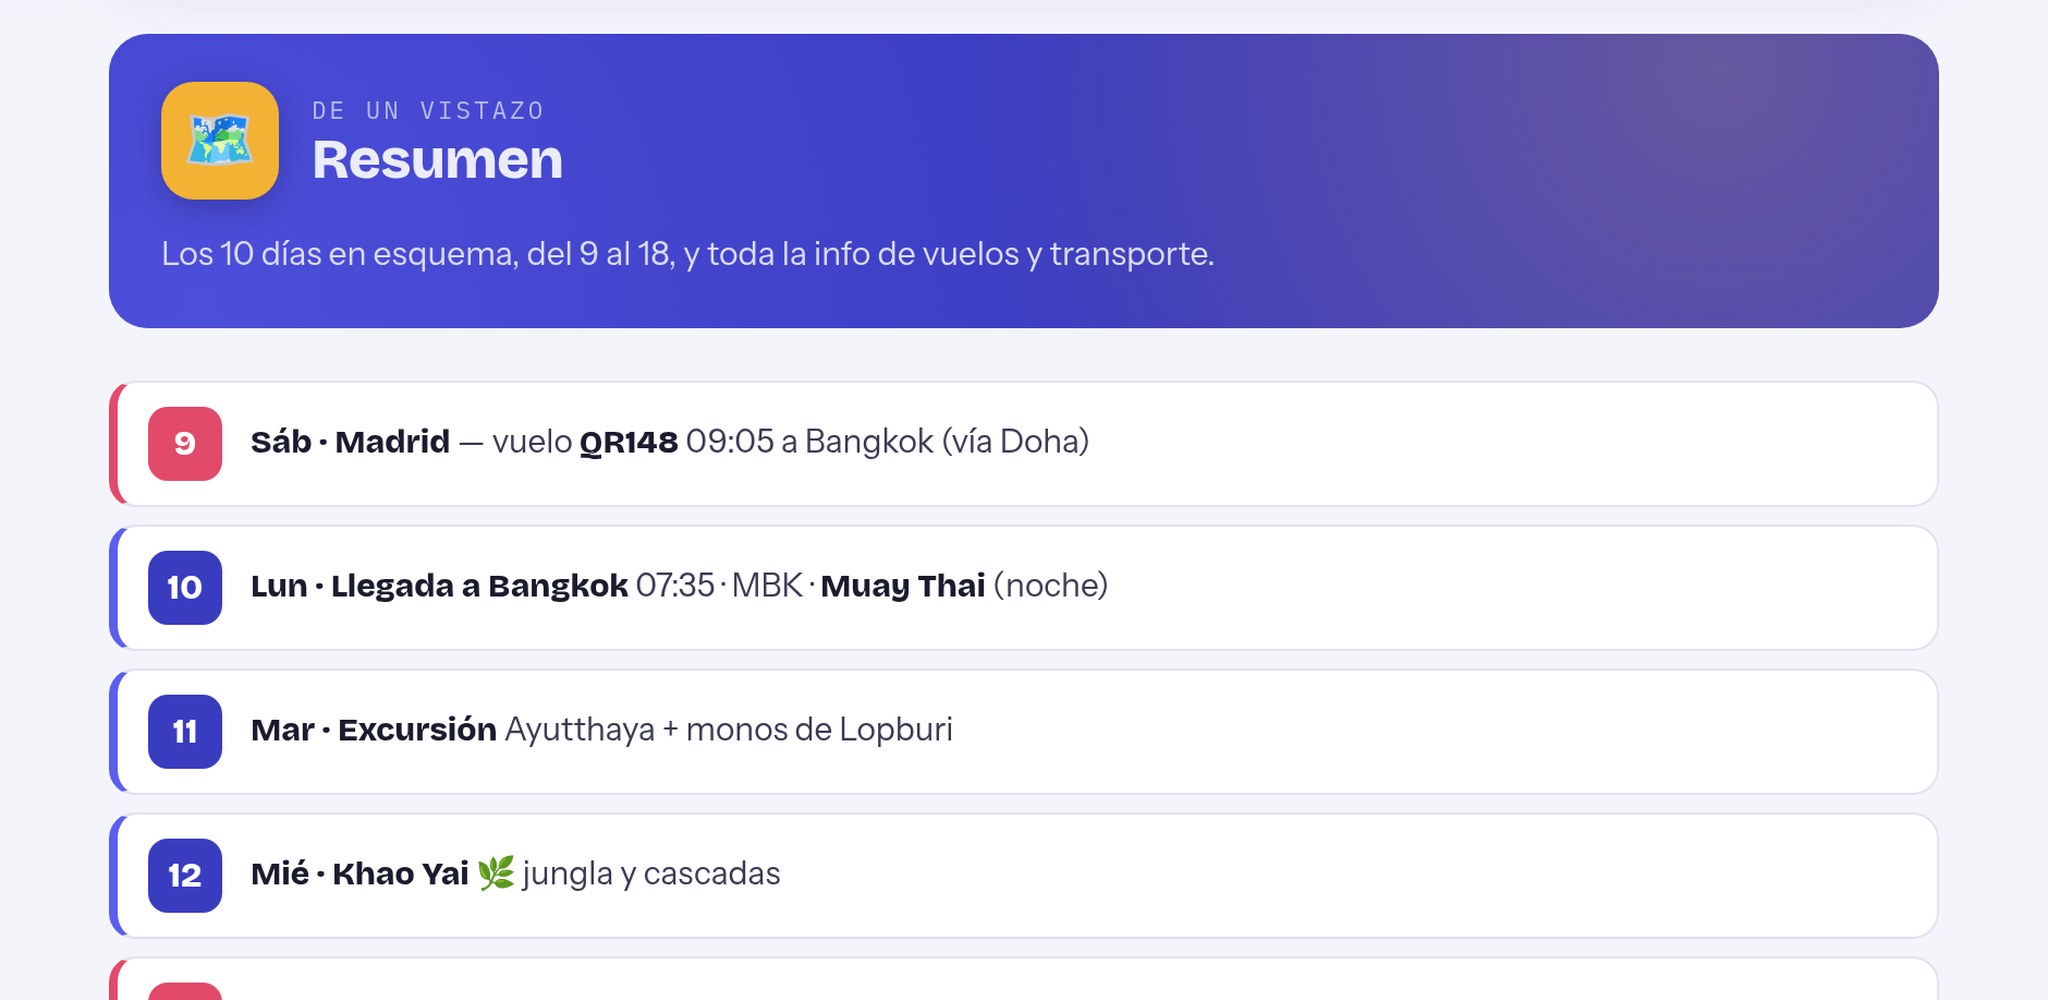 DE UN VISTAZO
Resumen
Los 10 días en esquema, del 9 al 18, y toda la info de vuelos y transporte.
9 Sáb · Madrid — vuelo QR148 09:05 a Bangkok (vía Doha)
10 Lun · Llegada a Bangkok 07:35 · MBK · Muay Thai (noche)
11 Mar · Excursión Ayutthaya + monos de Lopburi
12 Mié · Khao Yai 🌿 jungla y cascadas